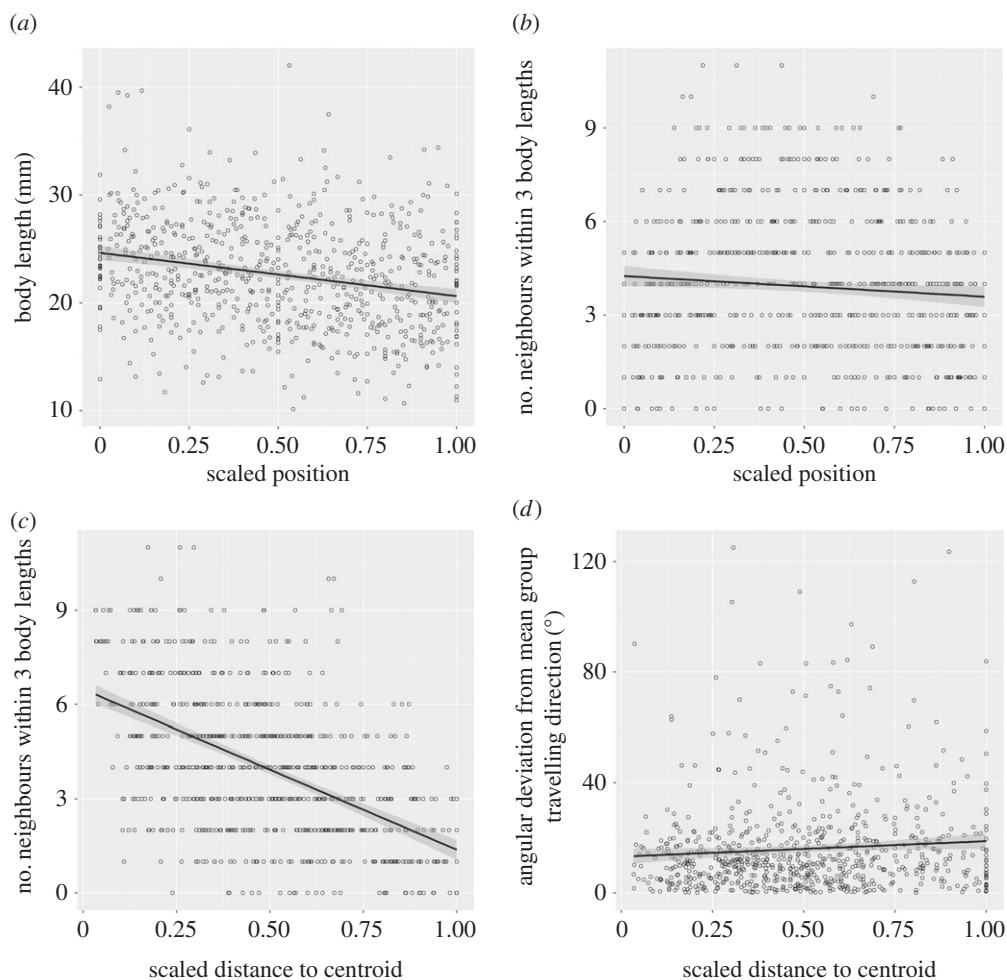 (a)
40
30
20
10
body length (mm)
0 0.25 0.50 0.75 1.00
scaled position
(b)
9
6
3
0
no. neighbours within 3 body lengths
0 0.25 0.50 0.75 1.00
scaled position
(c)
9
6
3
0
no. neighbours within 3 body lengths
0 0.25 0.50 0.75 1.00
scaled distance to centroid
(d)
120
80
40
0
angular deviation from mean group
travelling direction (°)
0 0.25 0.50 0.75 1.00
scaled distance to centroid